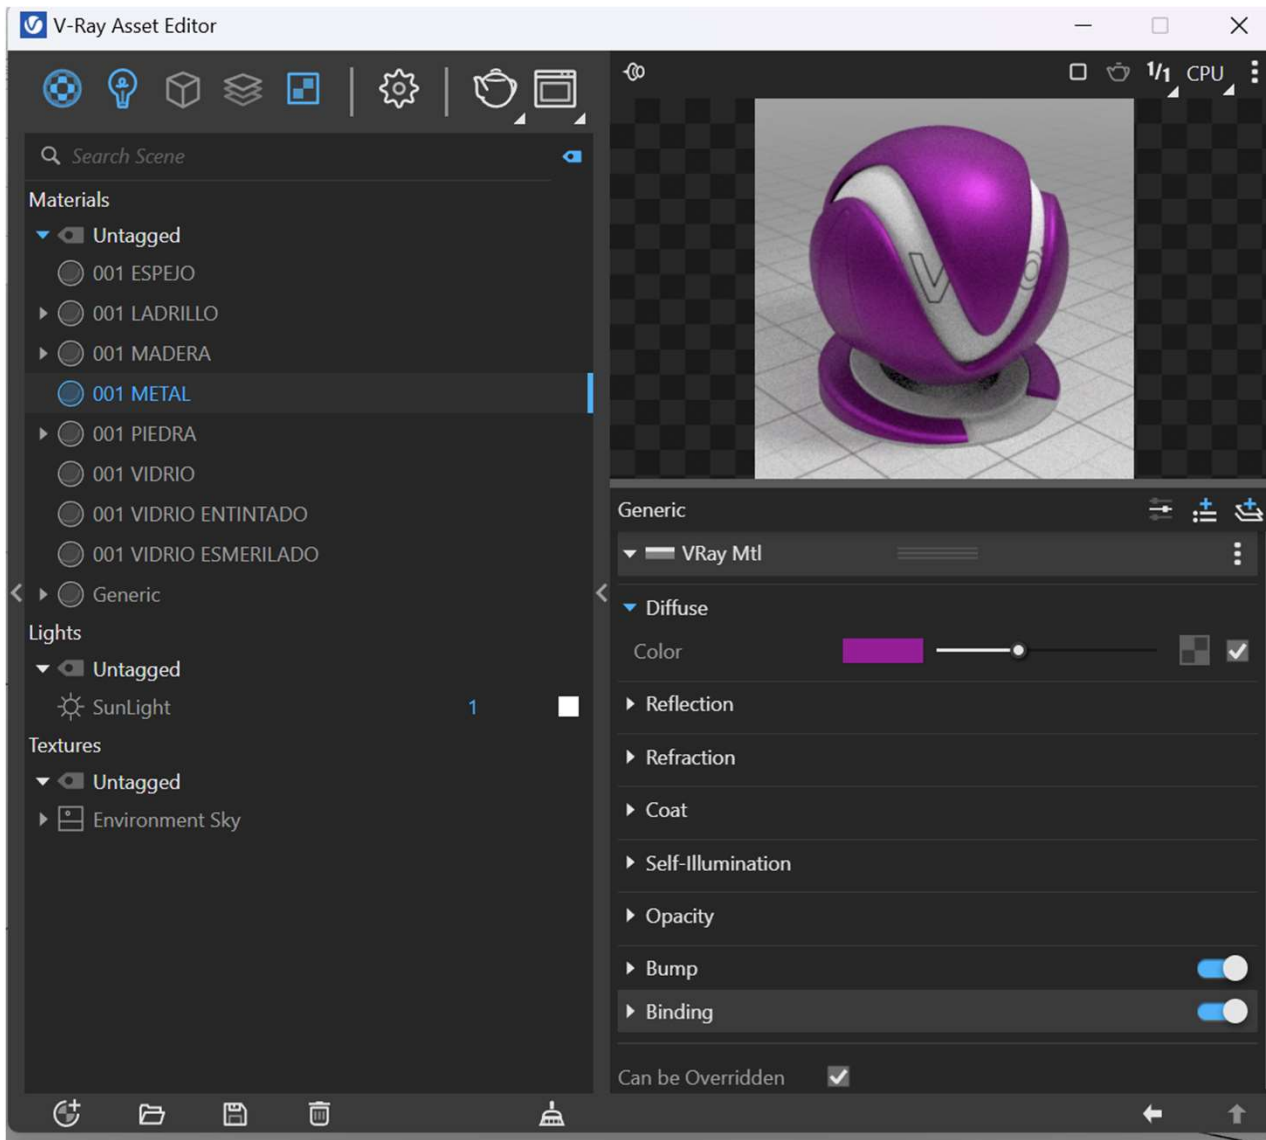 V-Ray Asset Editor
1/1 CPU
Search Scene
Materials
Untagged
001 ESPEJO
001 LADRILLO
001 MADERA
001 METAL
001 PIEDRA
001 VIDRIO
001 VIDRIO ENTINTADO
001 VIDRIO ESMERILADO
Generic
Lights
Untagged
SunLight 1
Textures
Untagged
Environment Sky
Generic
VRay Mtl
Diffuse
Color
Reflection
Refraction
Coat
Self-Illumination
Opacity
Bump
Binding
Can be Overridden